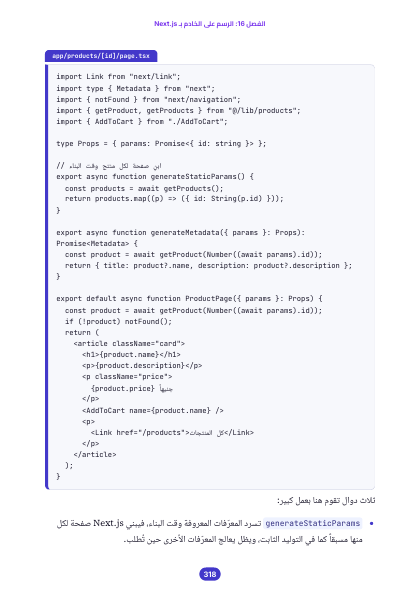 الفصل 16: الرسم على الخادم بـ Next.js
app/products/[id]/page.tsx
import Link from "next/link";
import type { Metadata } from "next";
import { notFound } from "next/navigation";
import { getProduct, getProducts } from "@/lib/products";
import { AddToCart } from "./AddToCart";
type Props = { params: Promise<{ id: string }> };
// ابنِ صفحة لكل منتج وقت البناء
export async function generateStaticParams() {
const products = await getProducts();
return products.map((p) => ({ id: String(p.id) }));
}
export async function generateMetadata({ params }: Props):
Promise<Metadata> {
const product = await getProduct(Number((await params).id));
return { title: product?.name, description: product?.description };
}
export default async function ProductPage({ params }: Props) {
const product = await getProduct(Number((await params).id));
if (!product) notFound();
return (
<article className="card">
<h1>{product.name}</h1>
<p>{product.description}</p>
<p className="price">
{product.price} جنيهاً
</p>
<AddToCart name={product.name} />
<p>
<Link href="/products">كل المنتجات</Link>
</p>
</article>
);
}
ثلاث دوال تقوم هنا بعمل كبير:
• generateStaticParams تسرد المعرّفات المعروفة وقت البناء، فيبني Next.js صفحة لكل
منها مسبقاً كما في التوليد الثابت، ويظل يعالج المعرّفات الأخرى حين تُطلب.
318